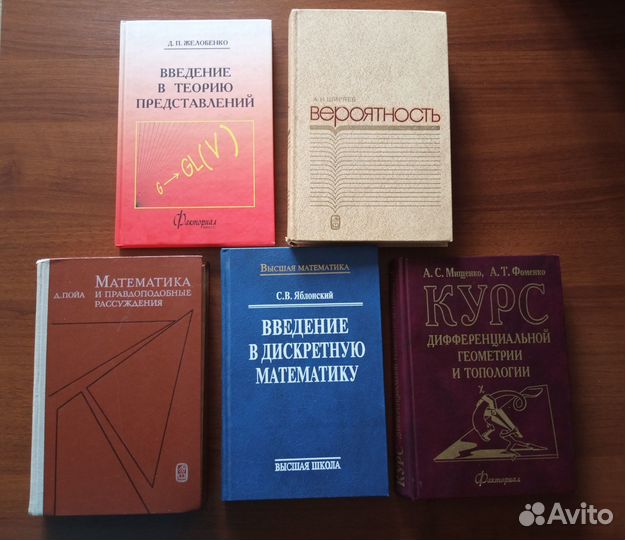 Д. П. ЖЕЛОБЕНКО
ВВЕДЕНИЕ
В ТЕОРИЮ
ПРЕДСТАВЛЕНИЙ
G→GL(V)
Факториал
А.Н.ШИРЯЕВ
Вероятность
Д.ПОЙА
МАТЕМАТИКА
И ПРАВДОПОДОБНЫЕ
РАССУЖДЕНИЯ
ВЫСШАЯ МАТЕМАТИКА
С.В. Яблонский
ВВЕДЕНИЕ
В ДИСКРЕТНУЮ
МАТЕМАТИКУ
ВЫСШАЯ ШКОЛА
А. С. Мищенко, А. Т. Фоменко
КУРС
ДИФФЕРЕНЦИАЛЬНОЙ
ГЕОМЕТРИИ
И ТОПОЛОГИИ
Факториал
КУРС
Avito